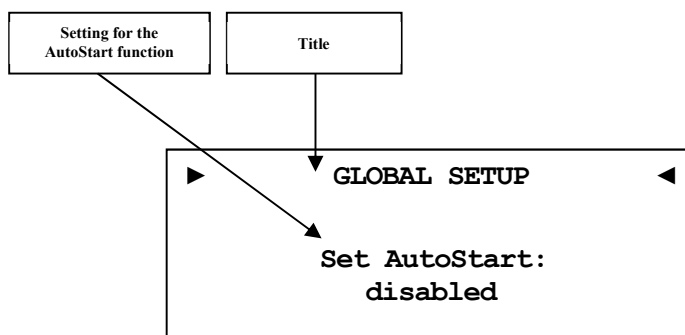 Setting for the
AutoStart function
Title
► GLOBAL SETUP ◄
Set AutoStart:
disabled